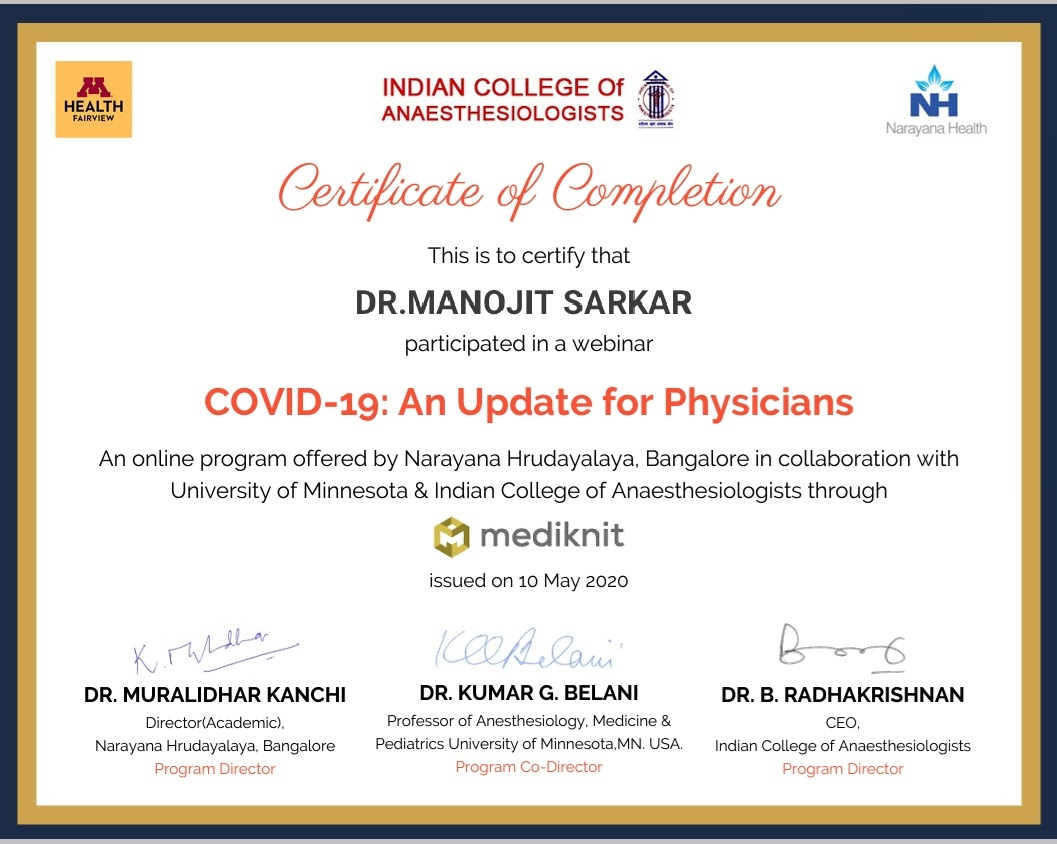 M
HEALTH
FAIRVIEW
INDIAN COLLEGE Of
ANAESTHESIOLOGISTS
NH
Narayana Health
Certificate of Completion
This is to certify that
DR.MANOJIT SARKAR
participated in a webinar
COVID-19: An Update for Physicians
An online program offered by Narayana Hrudayalaya, Bangalore in collaboration with
University of Minnesota & Indian College of Anaesthesiologists through
mediknit
issued on 10 May 2020
DR. MURALIDHAR KANCHI
Director(Academic),
Narayana Hrudayalaya, Bangalore
Program Director
DR. KUMAR G. BELANI
Professor of Anesthesiology, Medicine &
Pediatrics University of Minnesota,MN. USA.
Program Co-Director
DR. B. RADHAKRISHNAN
CEO,
Indian College of Anaesthesiologists
Program Director